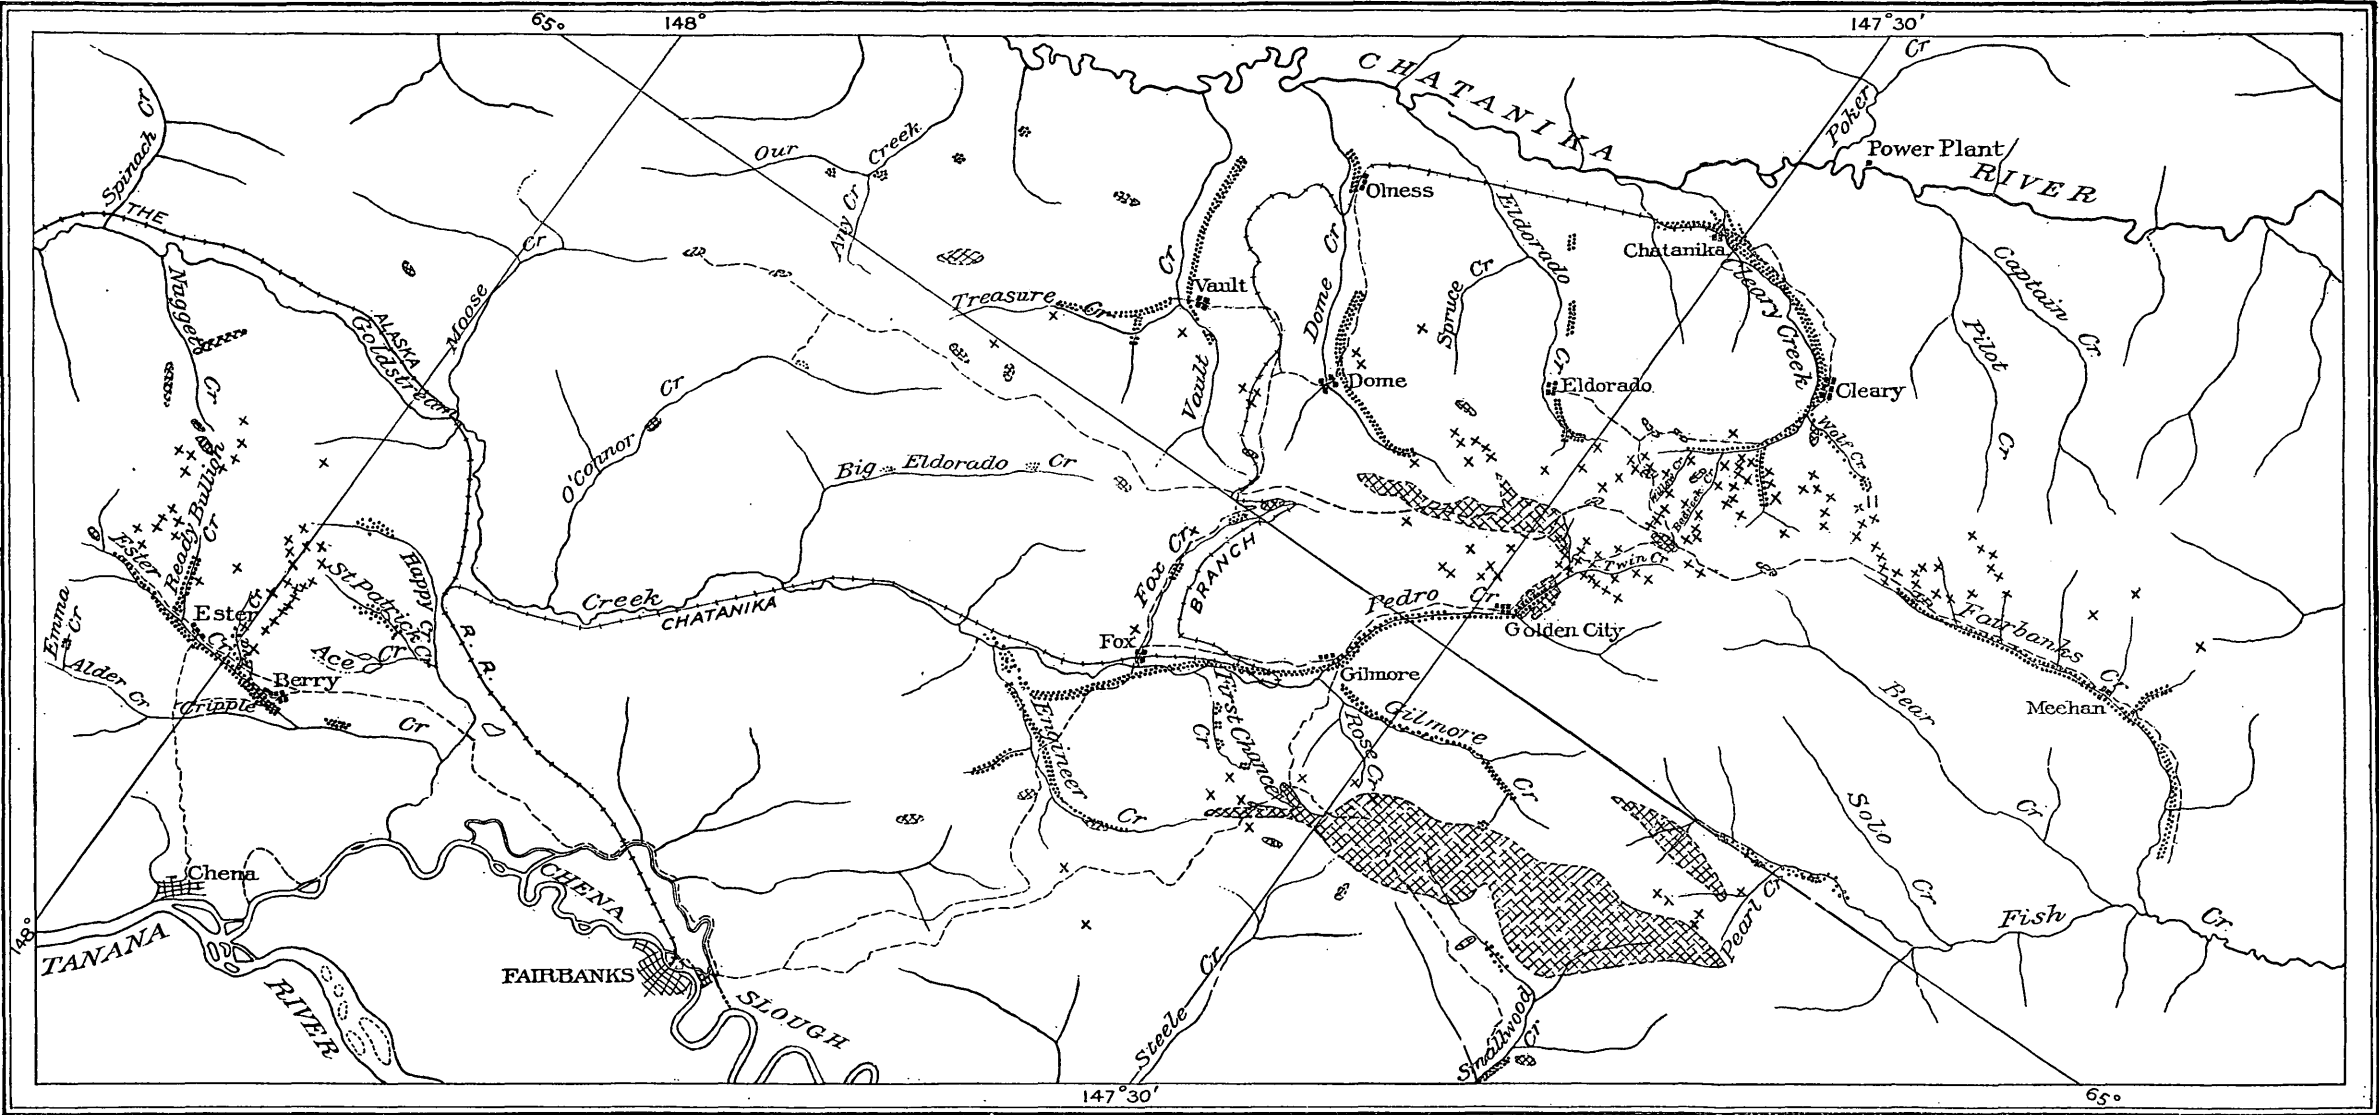 65° 148° 147°30'
CHATANIKA RIVER
Poker Cr
Power Plant
Spinach Cr
THE ALASKA R. R.
Our Creek
Any Cr
Olness
Eldorado Cr
Chatanika
Cleary Creek
Captain Cr
Pilot Cr
Nugget Cr
Moose Cr
Goldstream Creek
Treasure Cr
Cr
Vault
Vault
Dome Cr
Dome
Spruce Cr
Eldorado
Cleary
Wolf Cr
O'Connor Cr
Big Eldorado Cr
Willow Cr
Bedrock Cr
Ready Bullion Cr
Ester Cr
St Patrick Cr
Happy Cr
Emma Cr
Ester
Cr
Ace Cr
Alder Cr
Berry
Cripple Cr
CHATANIKA BRANCH
Fox Cr
Fox
Pedro Cr
Twin Cr
Golden City
Gilmore
Gilmore Cr
Rose Cr
First Chance Cr
Engineer Cr
Fairbanks Cr
Meehan
Bear Cr
Solo Cr
Pearl Cr
Fish Cr
Chena
CHENA SLOUGH
FAIRBANKS
TANANA RIVER
Steele Cr
Smallwood Cr
148°
147°30' 65°